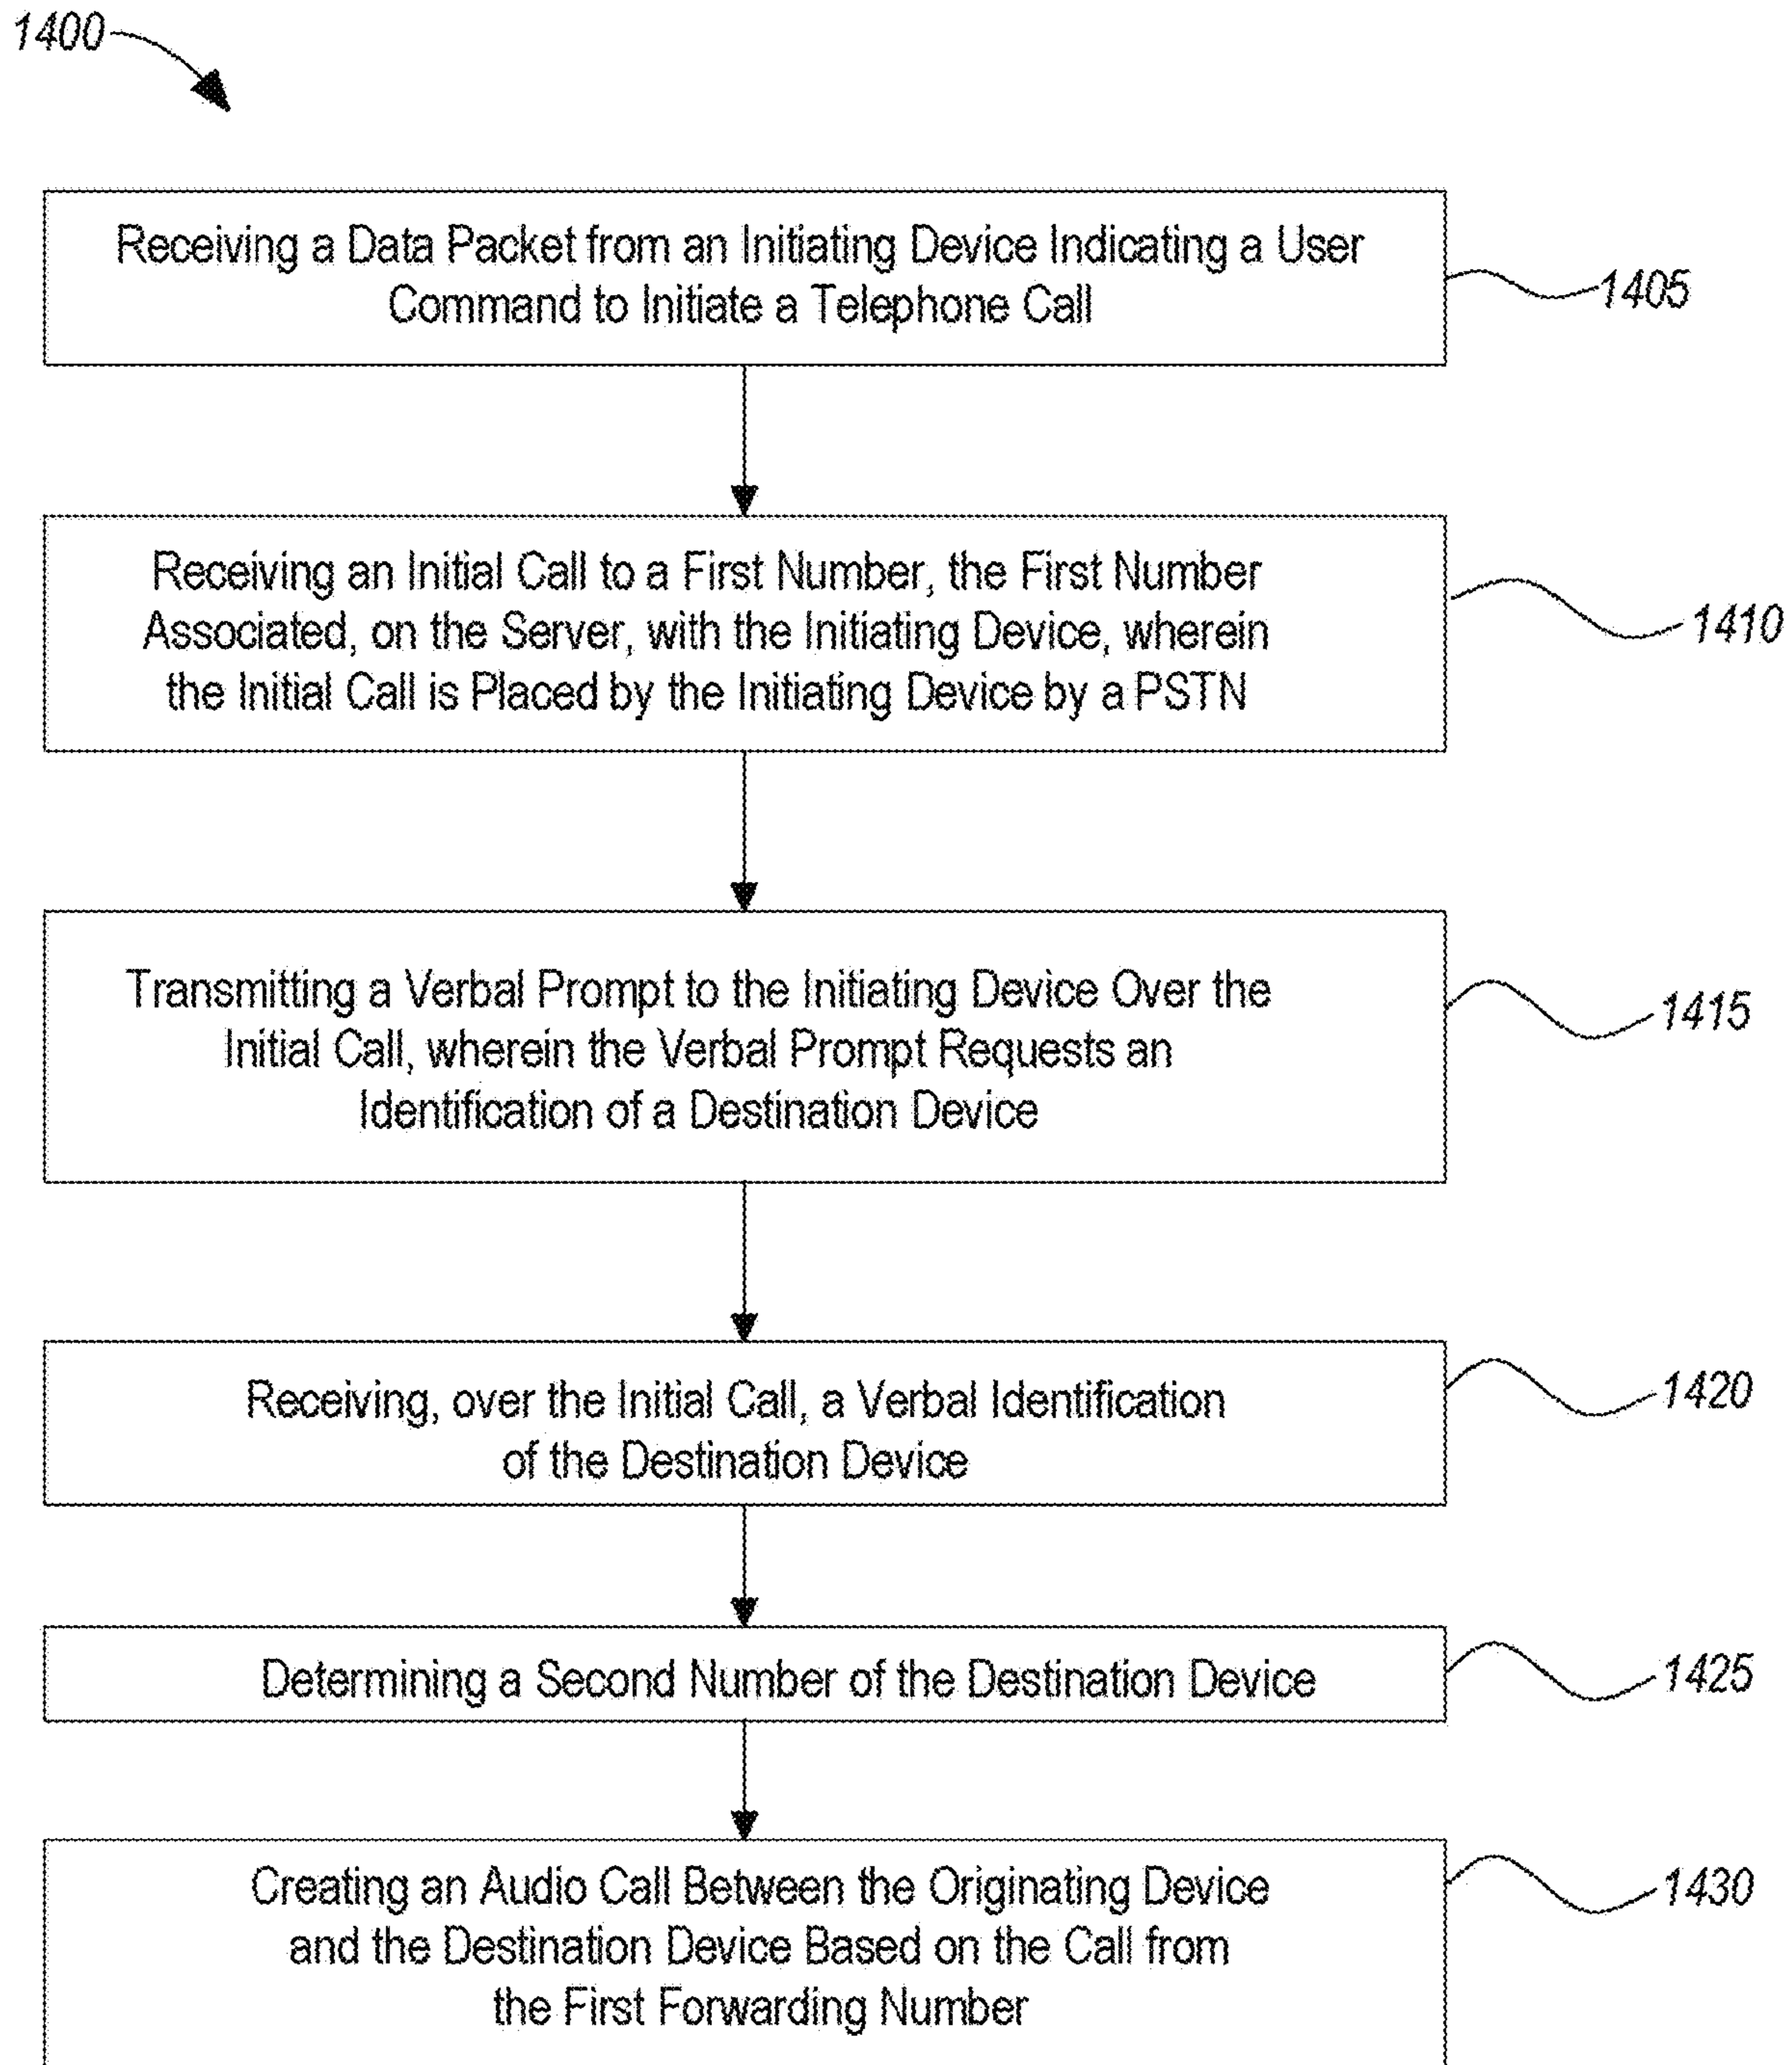 1400
Receiving a Data Packet from an Initiating Device Indicating a User
Command to Initiate a Telephone Call
1405
Receiving an Initial Call to a First Number, the First Number
Associated, on the Server, with the Initiating Device, wherein
the Initial Call is Placed by the Initiating Device by a PSTN
1410
Transmitting a Verbal Prompt to the Initiating Device Over the
Initial Call, wherein the Verbal Prompt Requests an
Identification of a Destination Device
1415
Receiving, over the Initial Call, a Verbal Identification
of the Destination Device
1420
Determining a Second Number of the Destination Device
1425
Creating an Audio Call Between the Originating Device
and the Destination Device Based on the Call from
the First Forwarding Number
1430